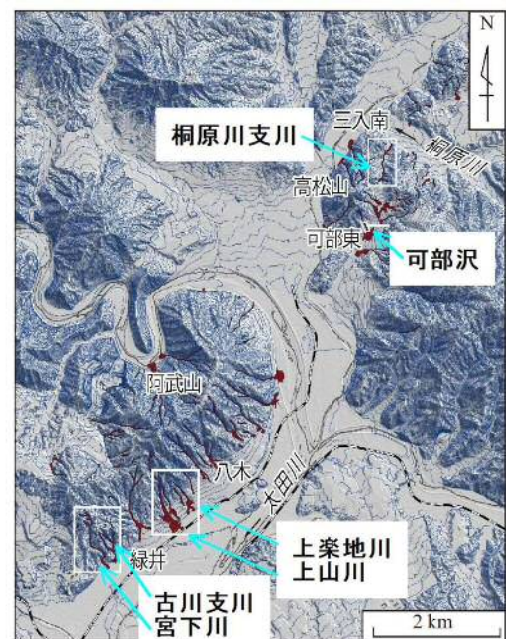 N
三入南
桐原川支川
桐原川
高松山
可部東
可部沢
阿武山
八木
太田川
上楽地川
上山川
緑井
古川支川
宮下川
2 km